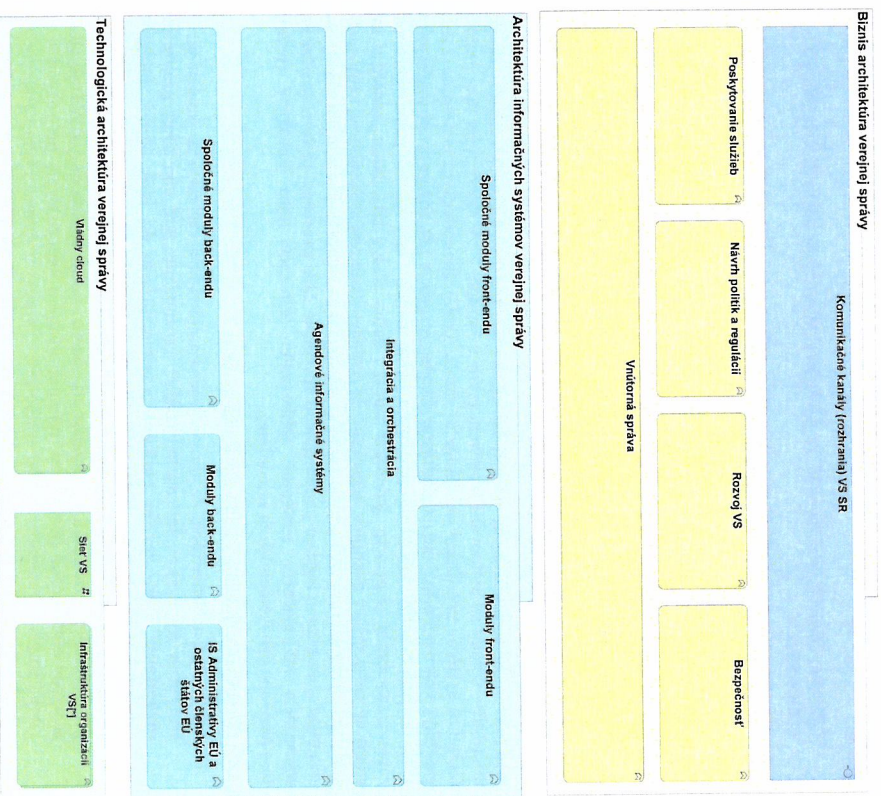 Biznis architektúra verejnej správy
Komunikačné kanály (rozhrania) VS SR
Poskytovanie služieb
Návrh politík a regulácií
Rozvoj VS
Bezpečnosť
Vnútorná správa
Architektúra informačných systémov verejnej správy
Spoločné moduly front-endu
Moduly front-endu
Integrácia a orchestrácia
Agendové informačné systémy
Spoločné moduly back-endu
Moduly back-endu
IS Administratívy EÚ a
ostatných členských
štátov EÚ
Technologická architektúra verejnej správy
Vládny cloud
Sieť VS
Infraštruktúra organizácií
VS[*]